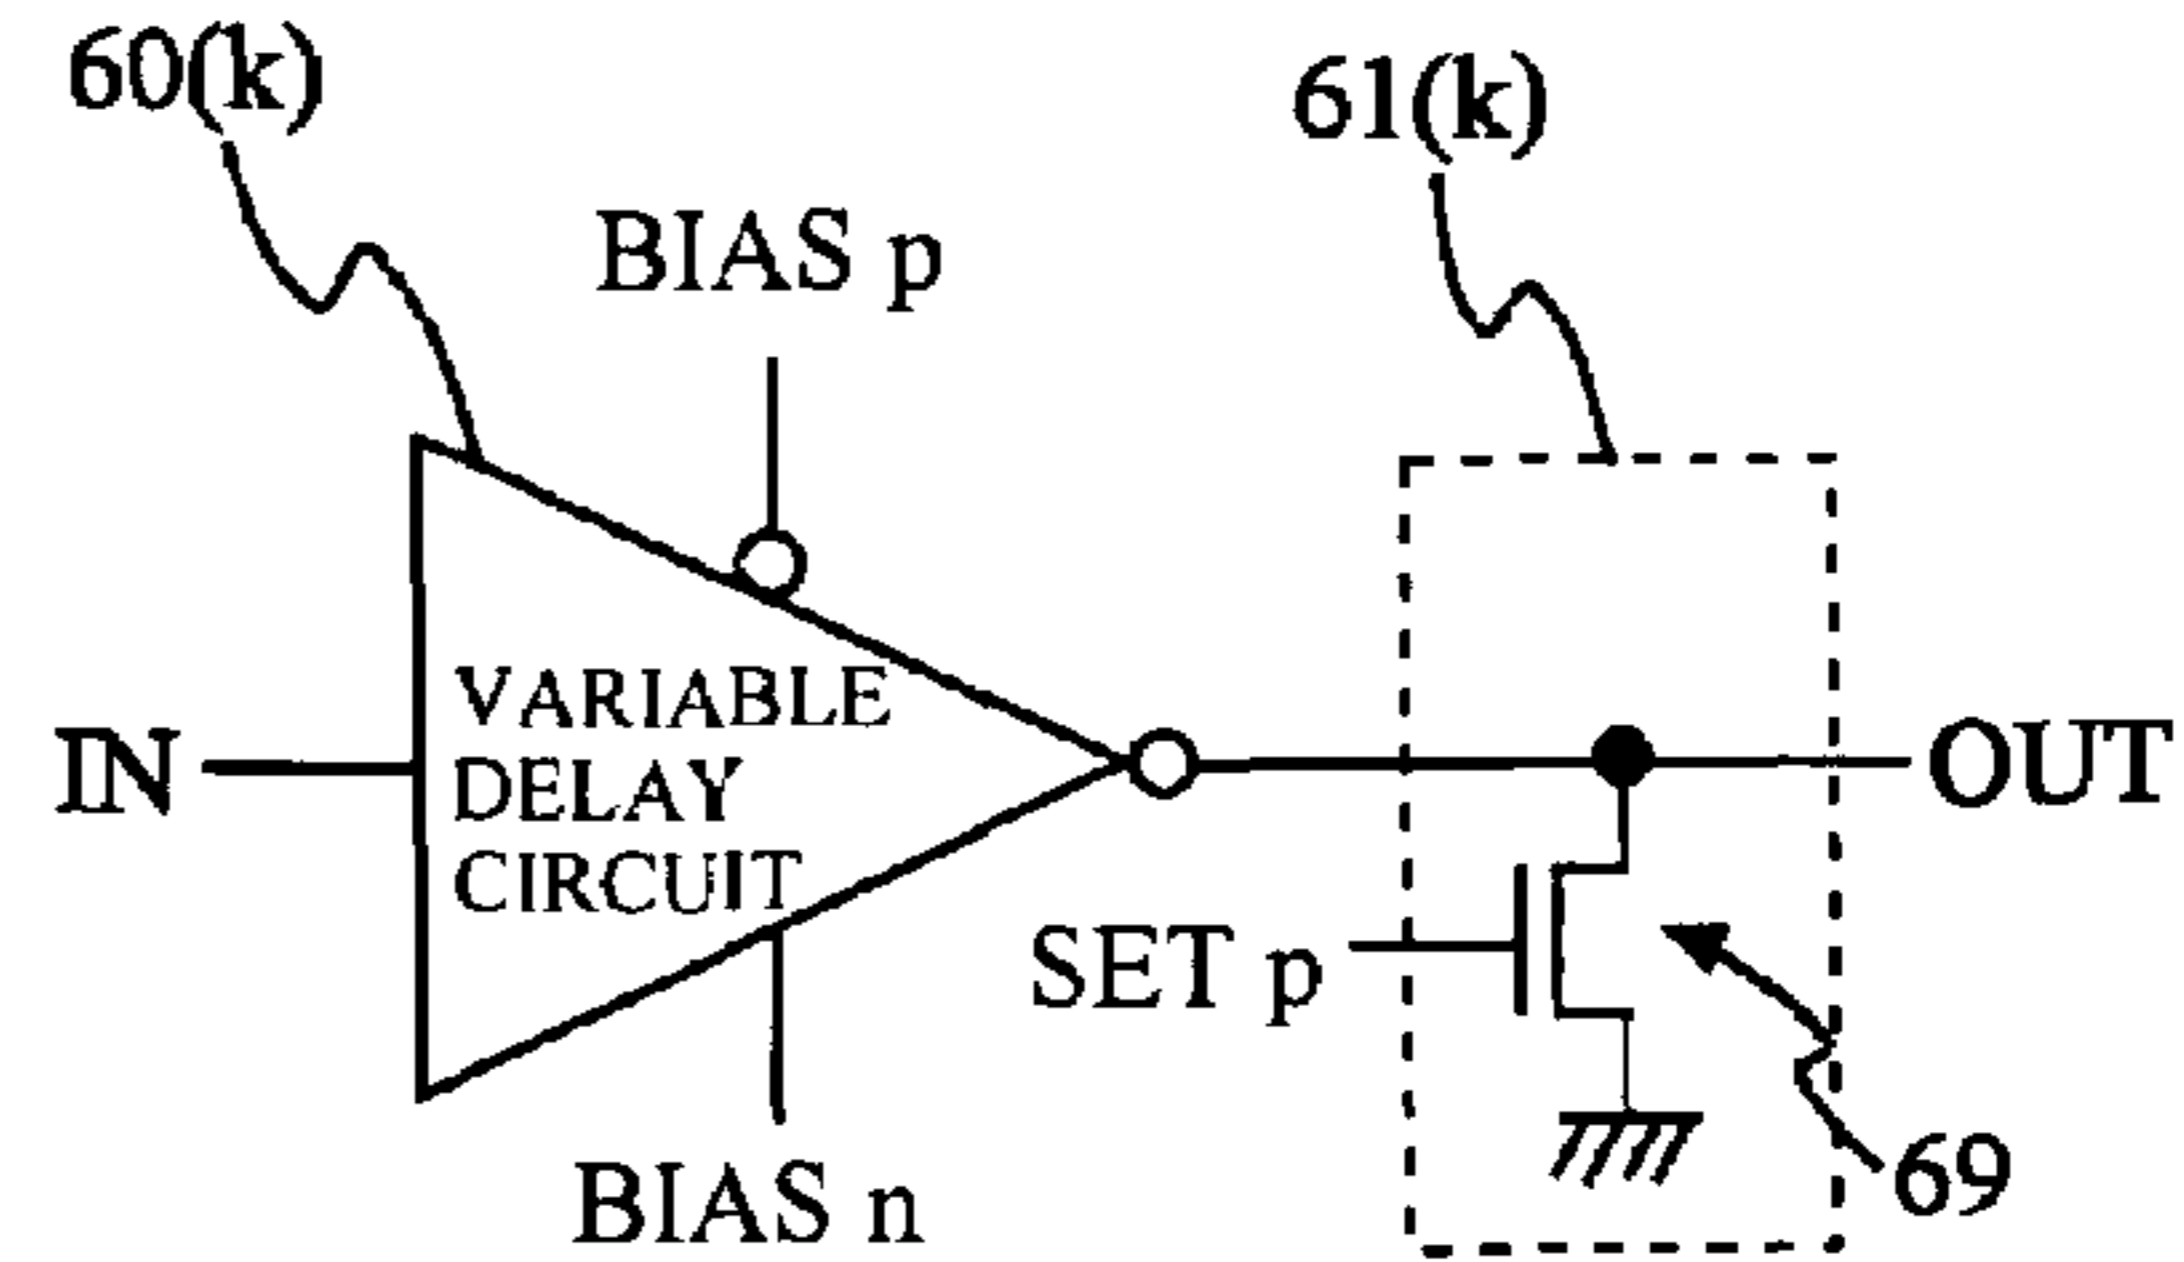 60(k)
61(k)
BIAS p
VARIABLE
DELAY
CIRCUIT
IN
OUT
SET p
BIAS n
69